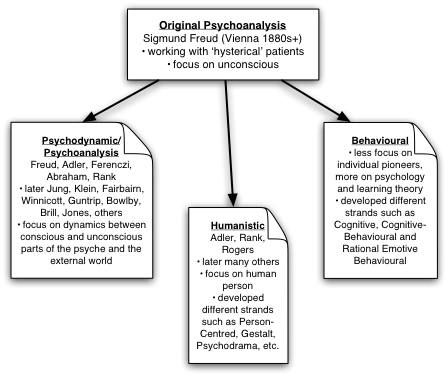 Original Psychoanalysis
Sigmund Freud (Vienna 1880s+)
• working with 'hysterical' patients
• focus on unconscious
Psychodynamic/
Psychoanalysis
Freud, Adler, Ferenczi,
Abraham, Rank
• later Jung, Klein, Fairbairn,
Winnicott, Guntrip, Bowlby,
Brill, Jones, others
• focus on dynamics between
conscious and unconscious
parts of the psyche and the
external world
Humanistic
Adler, Rank,
Rogers
• later many others
• focus on human
person
• developed
different strands
such as Person-
Centred, Gestalt,
Psychodrama, etc.
Behavioural
• less focus on
individual pioneers,
more on psychology
and learning theory
• developed different
strands such as
Cognitive, Cognitive-
Behavioural and
Rational Emotive
Behavioural